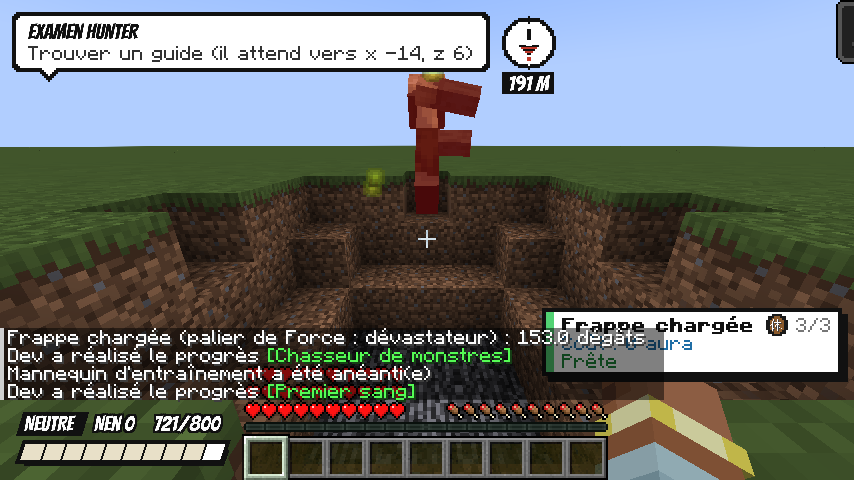 EXAMEN HUNTER
Trouver un guide (il attend vers x -14, z 6)
191 M
Frappe chargée 休 3/3
aura
Prête
Frappe chargée (palier de Force : dévastateur) : 153.0 dégâts
Dev a réalisé le progrès [Chasseur de monstres]
Mannequin d'entraînement a été anéanti(e)
Dev a réalisé le progrès [Premier sang]
NEUTRE NEN 0 721/800